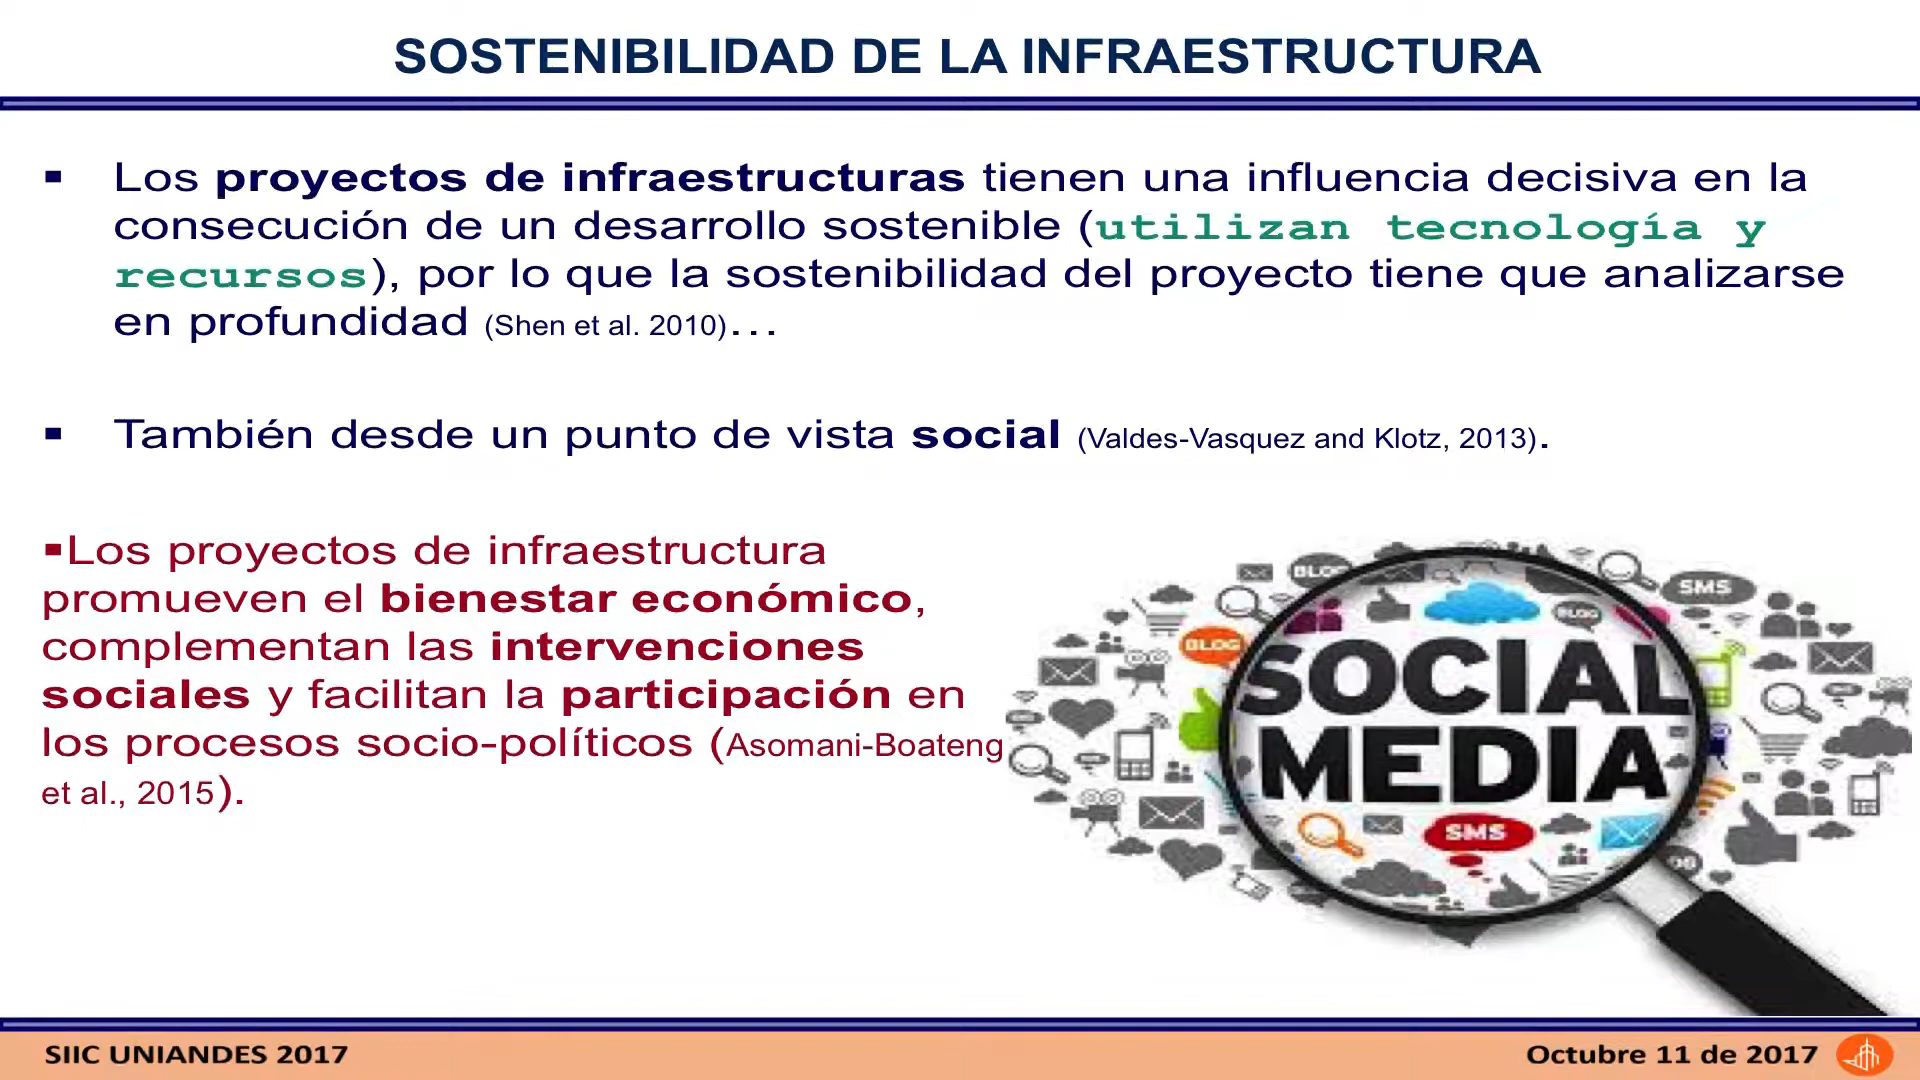 SOSTENIBILIDAD DE LA INFRAESTRUCTURA
▪ Los proyectos de infraestructuras tienen una influencia decisiva en la
consecución de un desarrollo sostenible (utilizan tecnología y
recursos), por lo que la sostenibilidad del proyecto tiene que analizarse
en profundidad (Shen et al. 2010)...
▪ También desde un punto de vista social (Valdes-Vasquez and Klotz, 2013).
▪Los proyectos de infraestructura
promueven el bienestar económico,
complementan las intervenciones
sociales y facilitan la participación en
los procesos socio-políticos (Asomani-Boateng
et al., 2015).
BLOG
SMS
BLOG
BLOG
SOCIAL
MEDIA
SMS
SIIC UNIANDES 2017
Octubre 11 de 2017